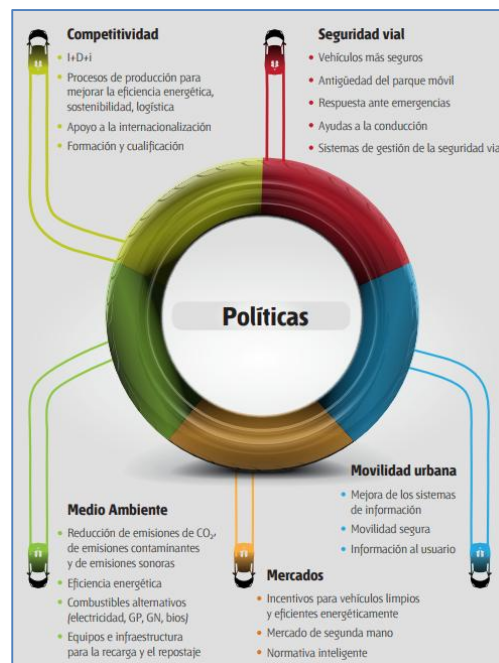 Competitividad
• I+D+i
• Procesos de producción para
mejorar la eficiencia energética,
sostenibilidad, logística
• Apoyo a la internacionalización
• Formación y cualificación
Seguridad vial
• Vehículos más seguros
• Antigüedad del parque móvil
• Respuesta ante emergencias
• Ayudas a la conducción
• Sistemas de gestión de la seguridad vial
Políticas
Medio Ambiente
• Reducción de emisiones de CO₂,
de emisiones contaminantes
y de emisiones sonoras
• Eficiencia energética
• Combustibles alternativos
(electricidad, GP, GN, bios)
• Equipos e infraestructura
para la recarga y el repostaje
Mercados
• Incentivos para vehículos limpios
y eficientes energéticamente
• Mercado de segunda mano
• Normativa inteligente
Movilidad urbana
• Mejora de los sistemas
de información
• Movilidad segura
• Información al usuario